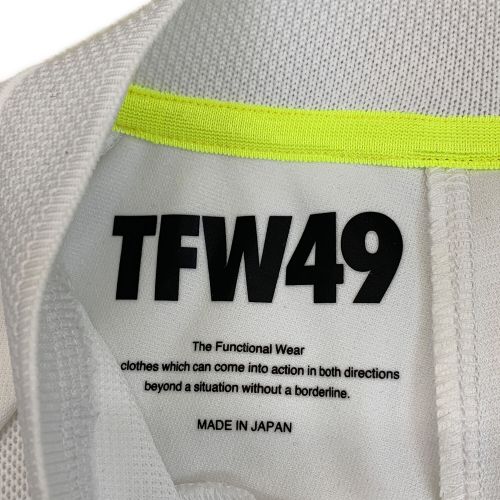 TFW49
The Functional Wear
clothes which can come into action in both directions
beyond a situation without a borderline.
MADE IN JAPAN